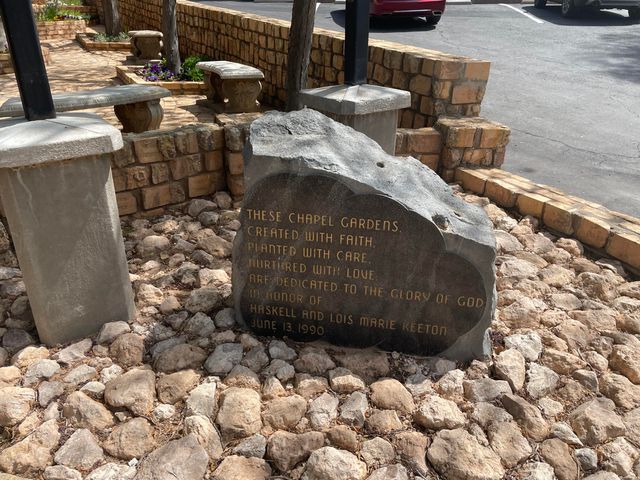 THESE CHAPEL GARDENS,
CREATED WITH FAITH,
PLANTED WITH CARE,
NURTURED WITH LOVE,
ARE DEDICATED TO THE GLORY OF GOD
IN HONOR OF
HASKELL AND LOIS MARIE KEETON
JUNE 13, 1990